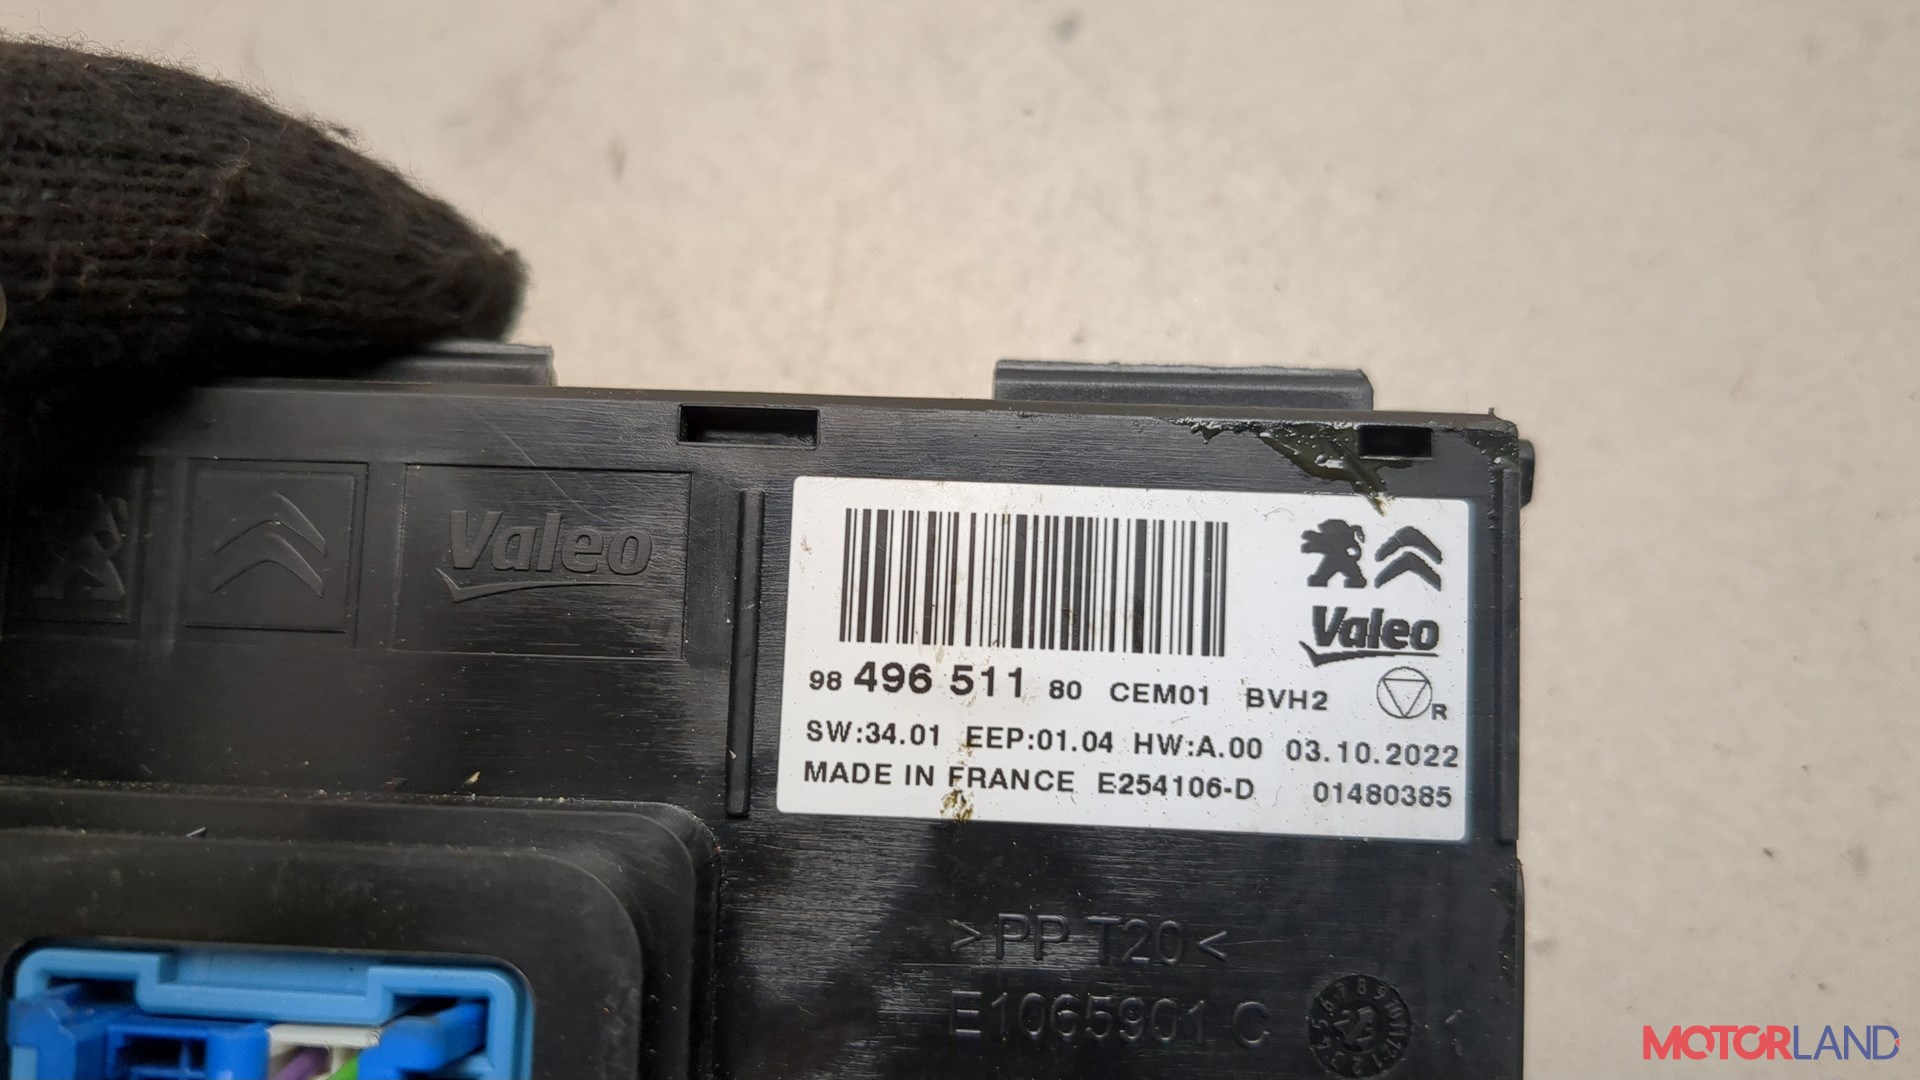 Valeo
Valeo
98 496 511 80 CEM01 BVH2 R
SW:34.01 EEP:01.04 HW:A.00 03.10.2022
MADE IN FRANCE E254106-D 01480385
>PP T20<
E1065901 C
MOTORLAND